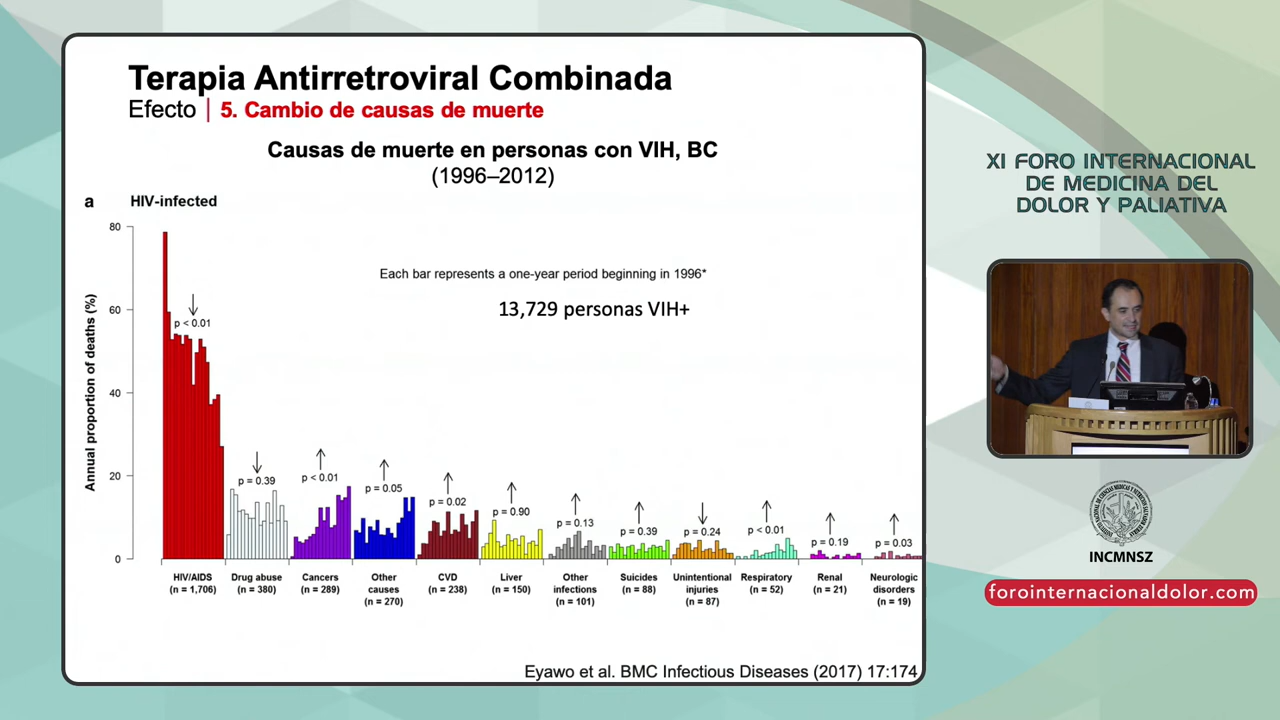 Terapia Antirretroviral Combinada
Efecto | 5. Cambio de causas de muerte
Causas de muerte en personas con VIH, BC
(1996–2012)
a HIV-infected
Each bar represents a one-year period beginning in 1996*
13,729 personas VIH+
Annual proportion of deaths (%)
80
60
40
20
0
p < 0.01
p = 0.39
p < 0.01
p = 0.05
p = 0.02
p = 0.90
p = 0.13
p = 0.39
p = 0.24
p < 0.01
p = 0.19
p = 0.03
HIV/AIDS
(n = 1,706)
Drug abuse
(n = 380)
Cancers
(n = 289)
Other
causes
(n = 270)
CVD
(n = 238)
Liver
(n = 150)
Other
infections
(n = 101)
Suicides
(n = 88)
Unintentional
injuries
(n = 87)
Respiratory
(n = 52)
Renal
(n = 21)
Neurologic
disorders
(n = 19)
Eyawo et al. BMC Infectious Diseases (2017) 17:174
XI FORO INTERNACIONAL
DE MEDICINA DEL
DOLOR Y PALIATIVA
INCMNSZ
forointernacionaldolor.com